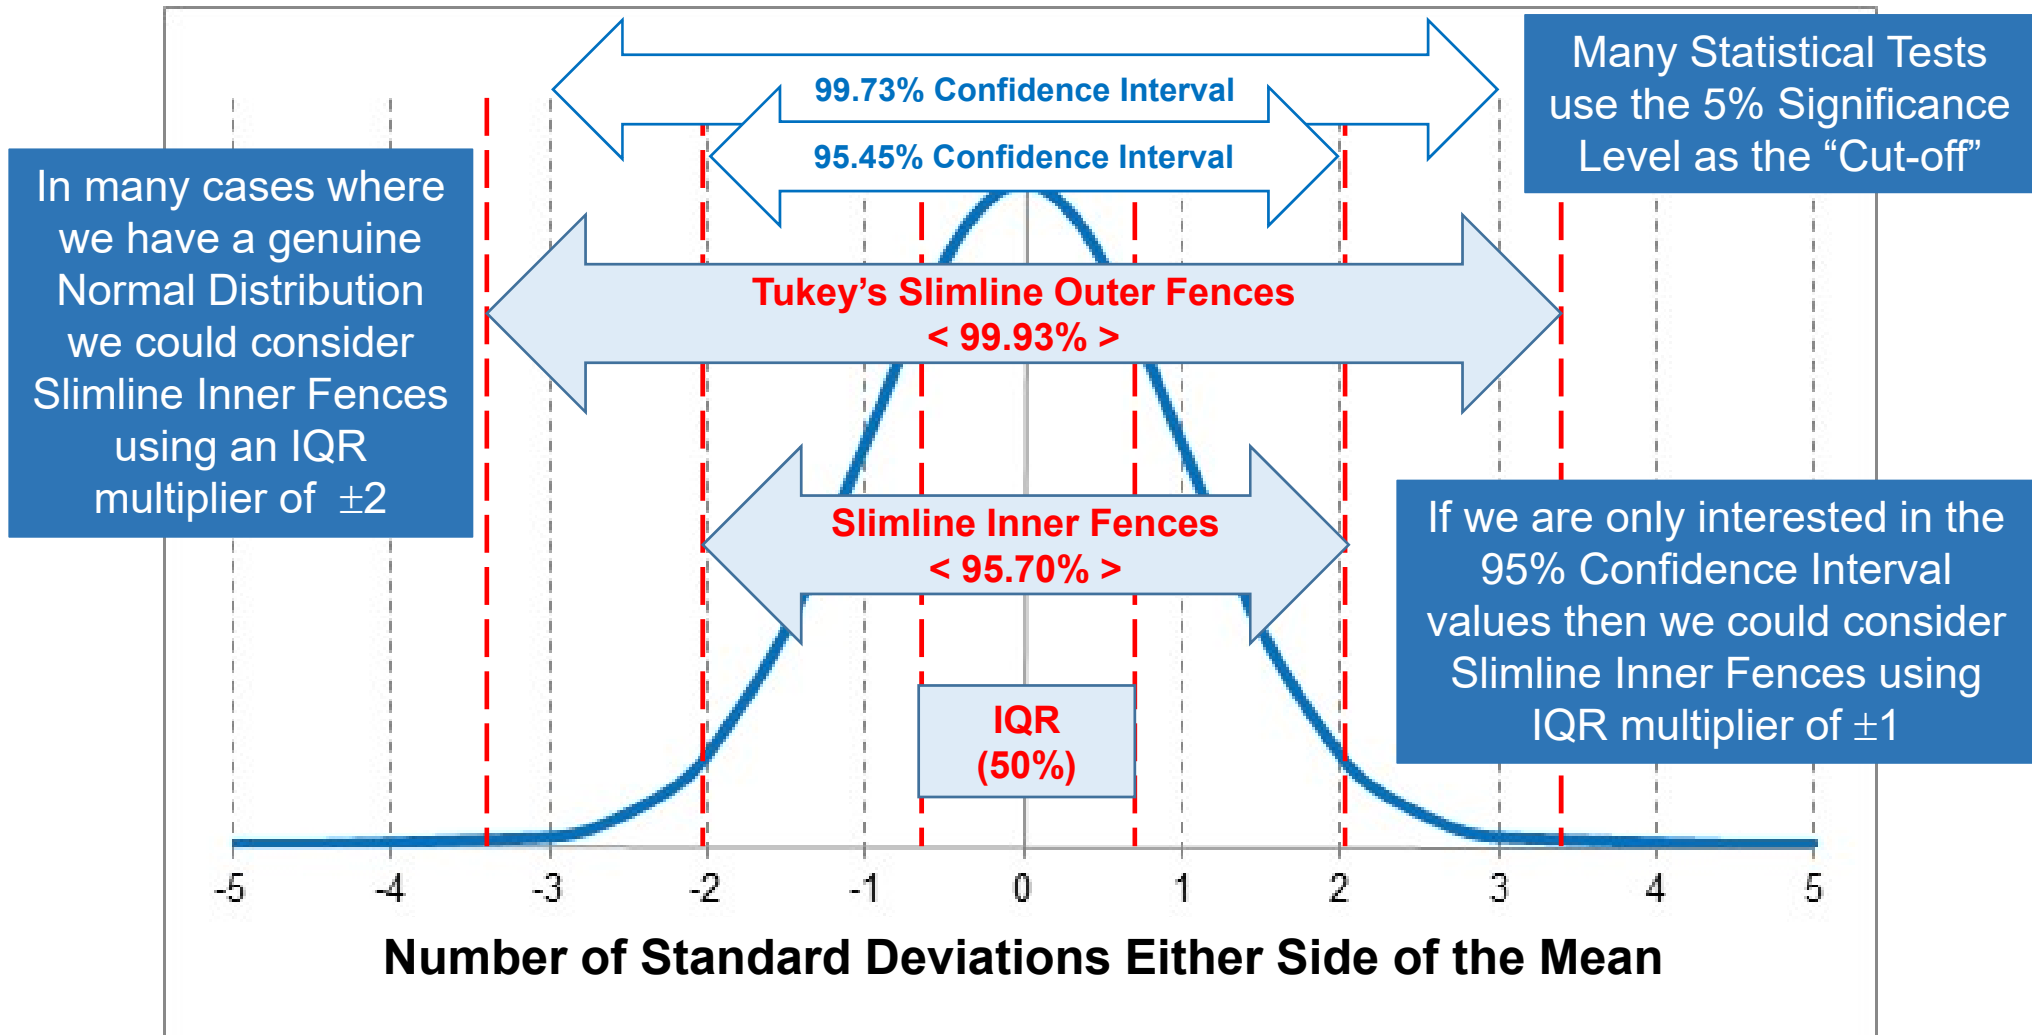 99.73% Confidence Interval
95.45% Confidence Interval
Many Statistical Tests
use the 5% Significance
Level as the “Cut-off”
In many cases where
we have a genuine
Normal Distribution
we could consider
Slimline Inner Fences
using an IQR
multiplier of ±2
Tukey’s Slimline Outer Fences
< 99.93% >
Slimline Inner Fences
< 95.70% >
If we are only interested in the
95% Confidence Interval
values then we could consider
Slimline Inner Fences using
IQR multiplier of ±1
IQR
(50%)
-5 -4 -3 -2 -1 0 1 2 3 4 5
Number of Standard Deviations Either Side of the Mean